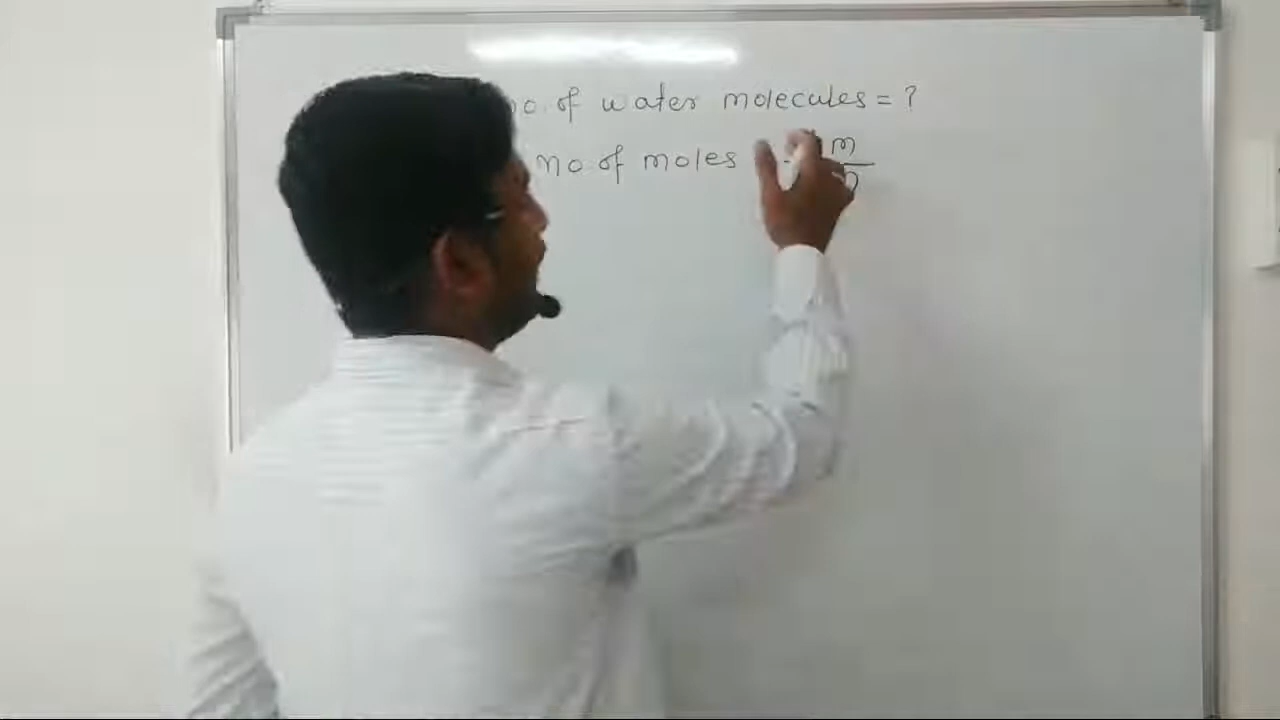 no. of water molecules = ?
no of moles m